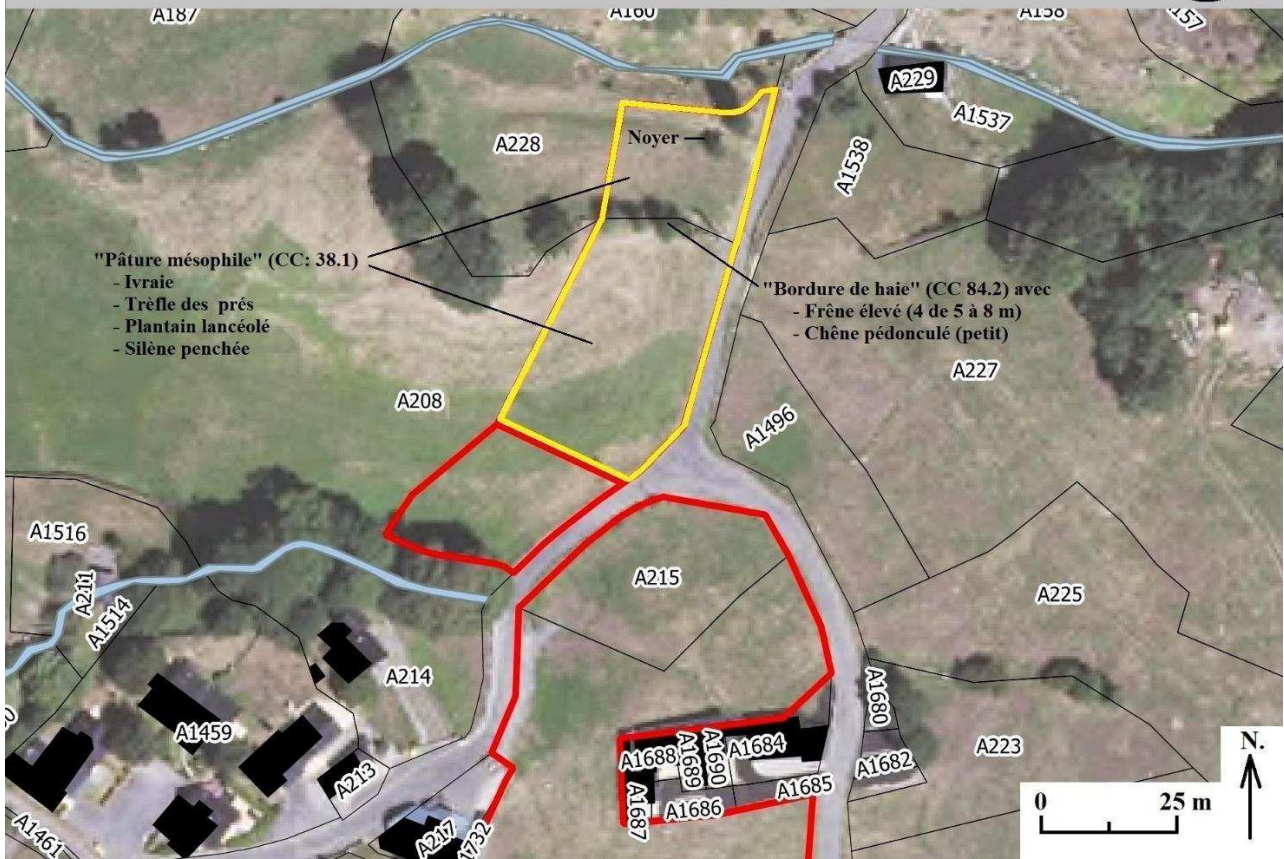 A187
A160
A158
A157
A229
A1537
Noyer
A228
A1538
"Pâture mésophile" (CC: 38.1)
- Ivraie
- Trèfle des prés
- Plantain lancéolé
- Silène penchée
"Bordure de haie" (CC 84.2) avec
- Frêne élevé (4 de 5 à 8 m)
- Chêne pédonculé (petit)
A227
A208
A1496
A1516
A211
A1514
A215
A225
A214
A1680
A1459
A213
A1688
A1689
A1690
A1684
A1682
A223
N.
A1687
A1686
A1685
0 25 m
A1461
A217